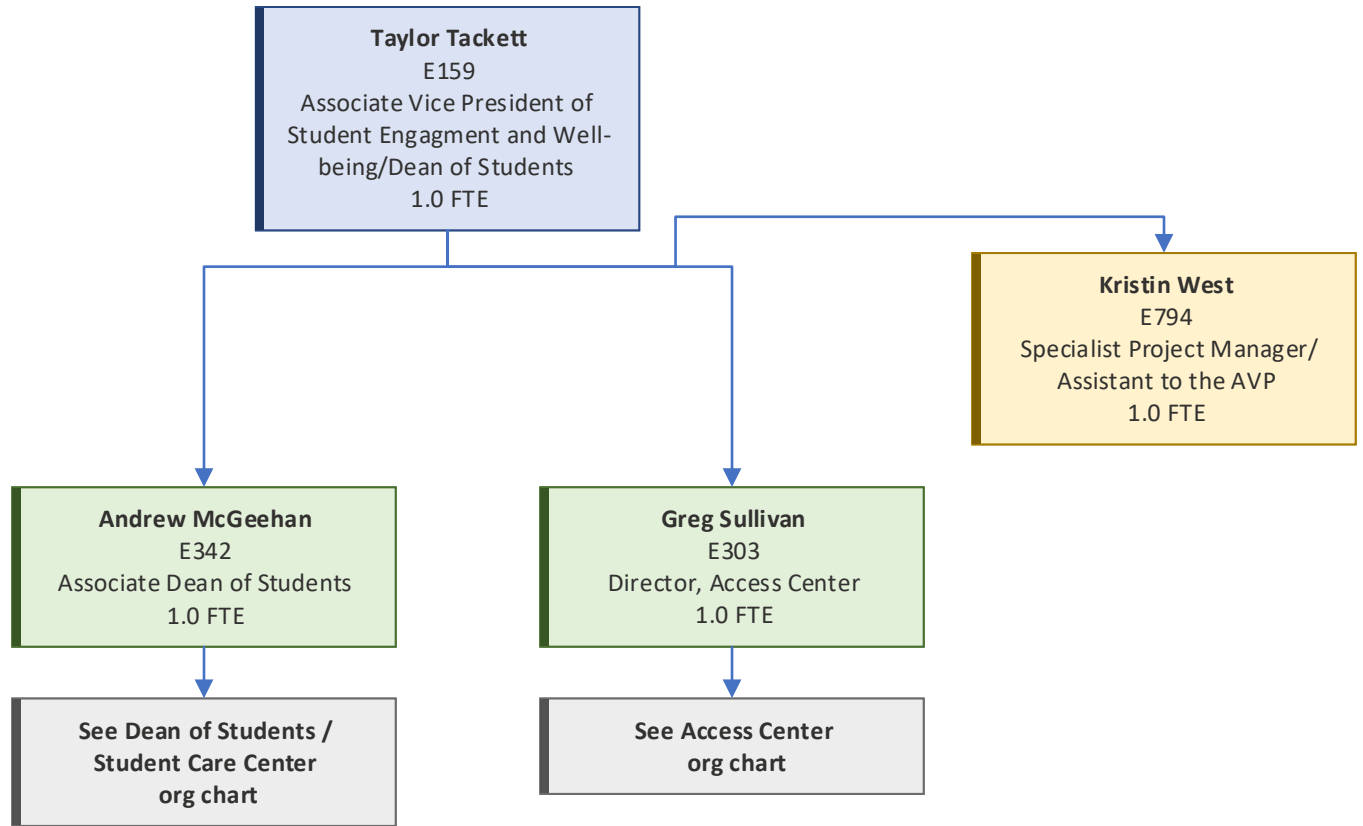 Taylor Tackett
E159
Associate Vice President of
Student Engagment and Well-
being/Dean of Students
1.0 FTE
Kristin West
E794
Specialist Project Manager/
Assistant to the AVP
1.0 FTE
Andrew McGeehan
E342
Associate Dean of Students
1.0 FTE
Greg Sullivan
E303
Director, Access Center
1.0 FTE
See Dean of Students /
Student Care Center
org chart
See Access Center
org chart